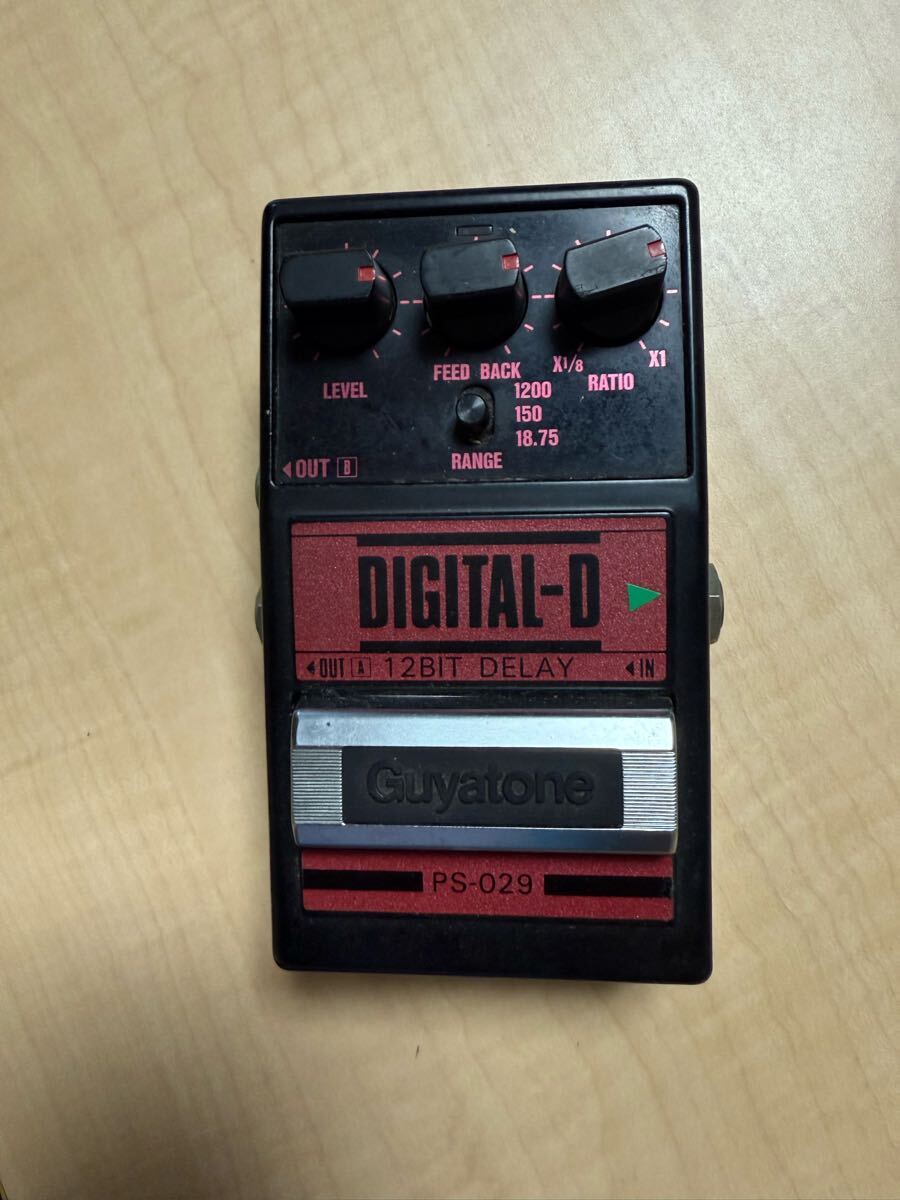 LEVEL
FEED BACK
X1/8
RATIO
X1
1200
150
18.75
RANGE
OUT B
DIGITAL-D
OUT A 12BIT DELAY IN
Guyatone
PS-029